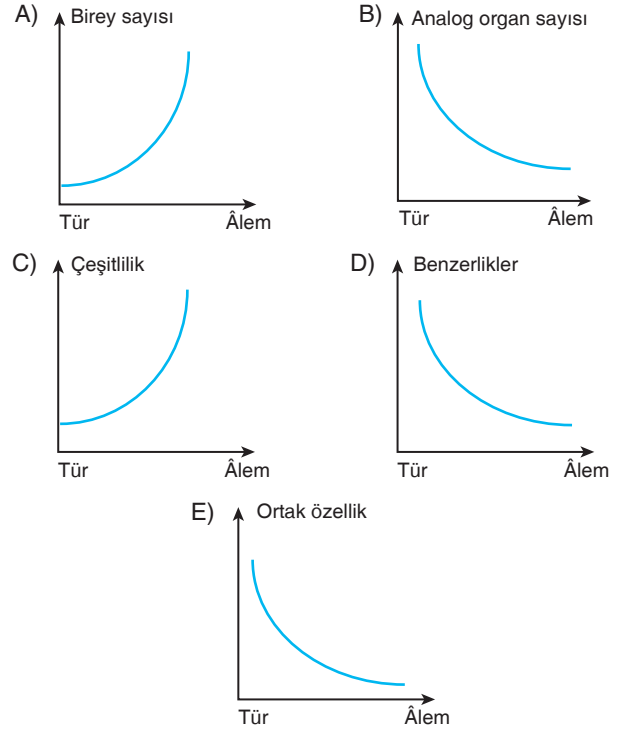 A) Birey sayısı
Tür Âlem
B) Analog organ sayısı
Tür Âlem
C) Çeşitlilik
Tür Âlem
D) Benzerlikler
Tür Âlem
E) Ortak özellik
Tür Âlem